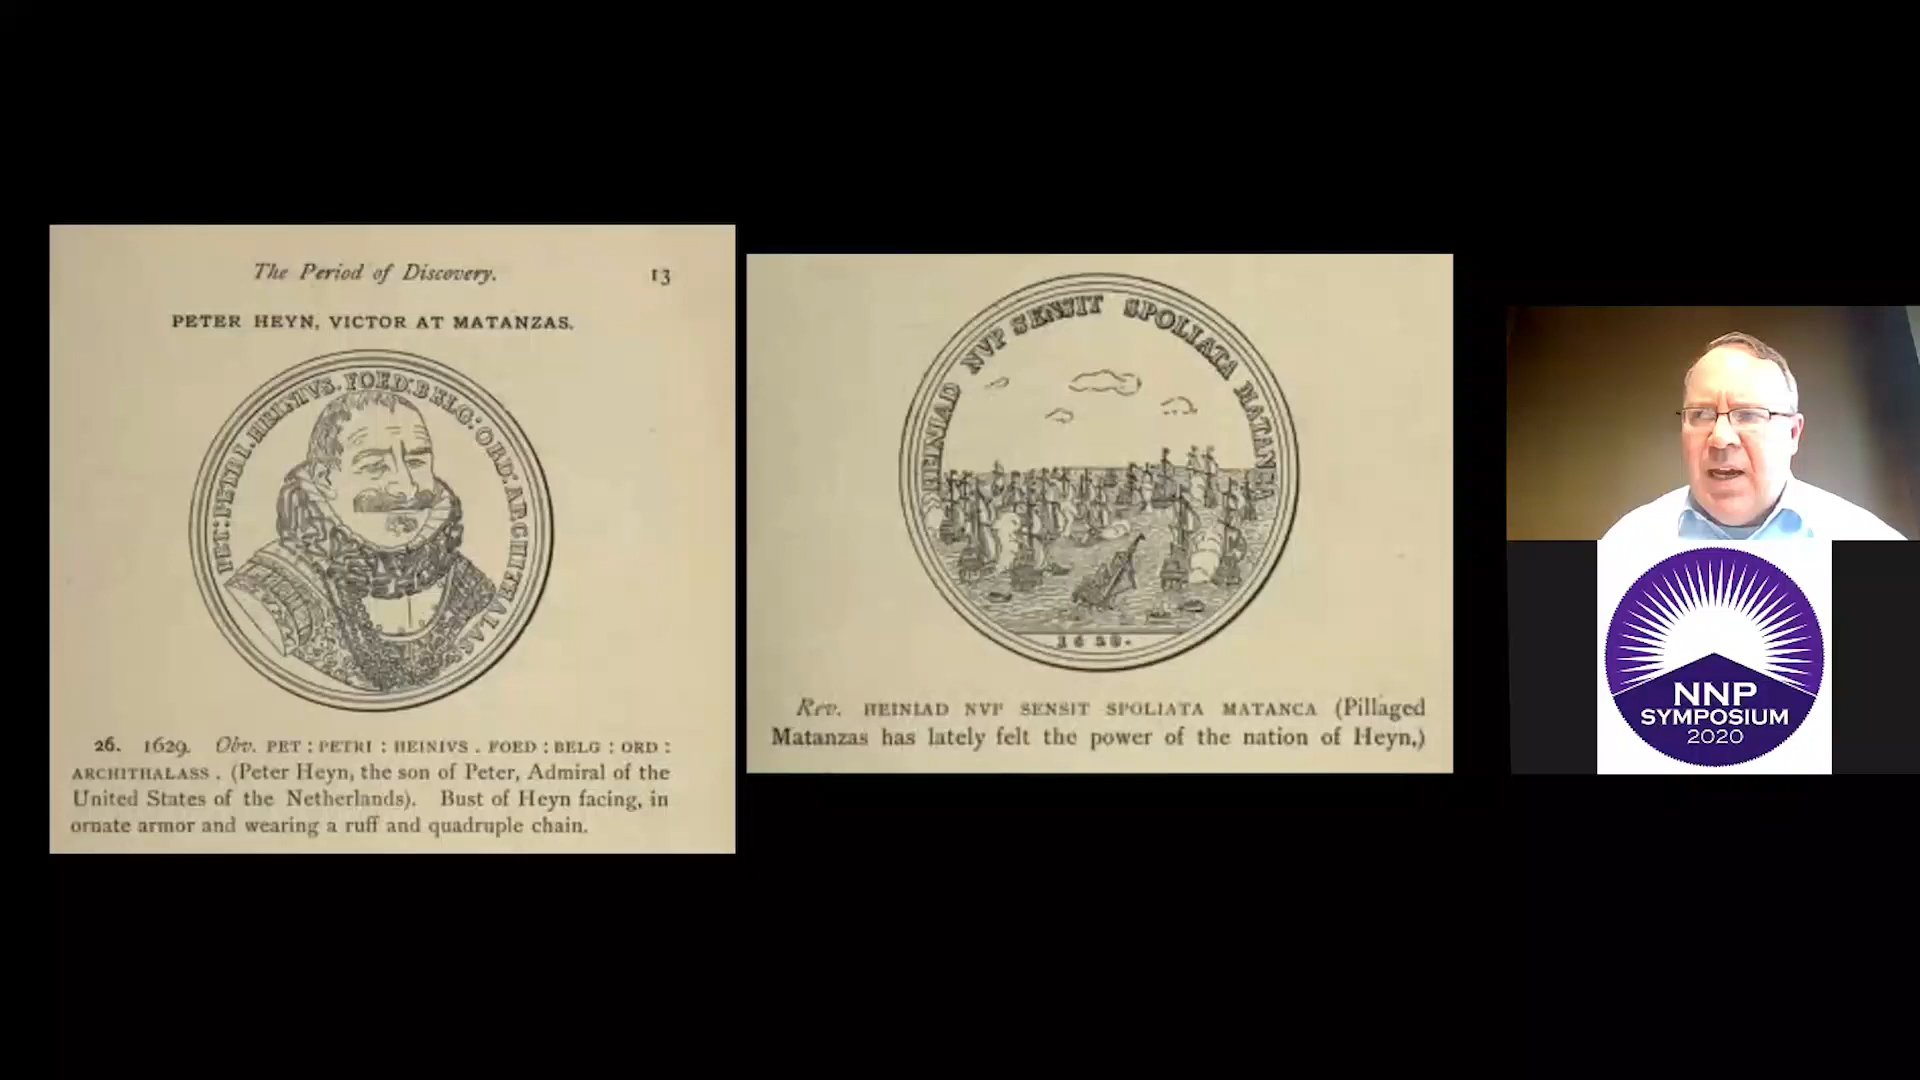 The Period of Discovery. 13
PETER HEYN, VICTOR AT MATANZAS.
PET: PETRI. HEINIVS. FOED: BELG: ORD: ARCHITHALAS
26. 1629. Obv. PET : PETRI : HEINIVS . FOED : BELG : ORD :
ARCHITHALASS . (Peter Heyn, the son of Peter, Admiral of the
United States of the Netherlands). Bust of Heyn facing, in
ornate armor and wearing a ruff and quadruple chain.
HEINIAD NVP SENSIT SPOLIATA MATANCA
1628.
Rev. HEINIAD NVP SENSIT SPOLIATA MATANCA (Pillaged
Matanzas has lately felt the power of the nation of Heyn,)
NNP
SYMPOSIUM
2020